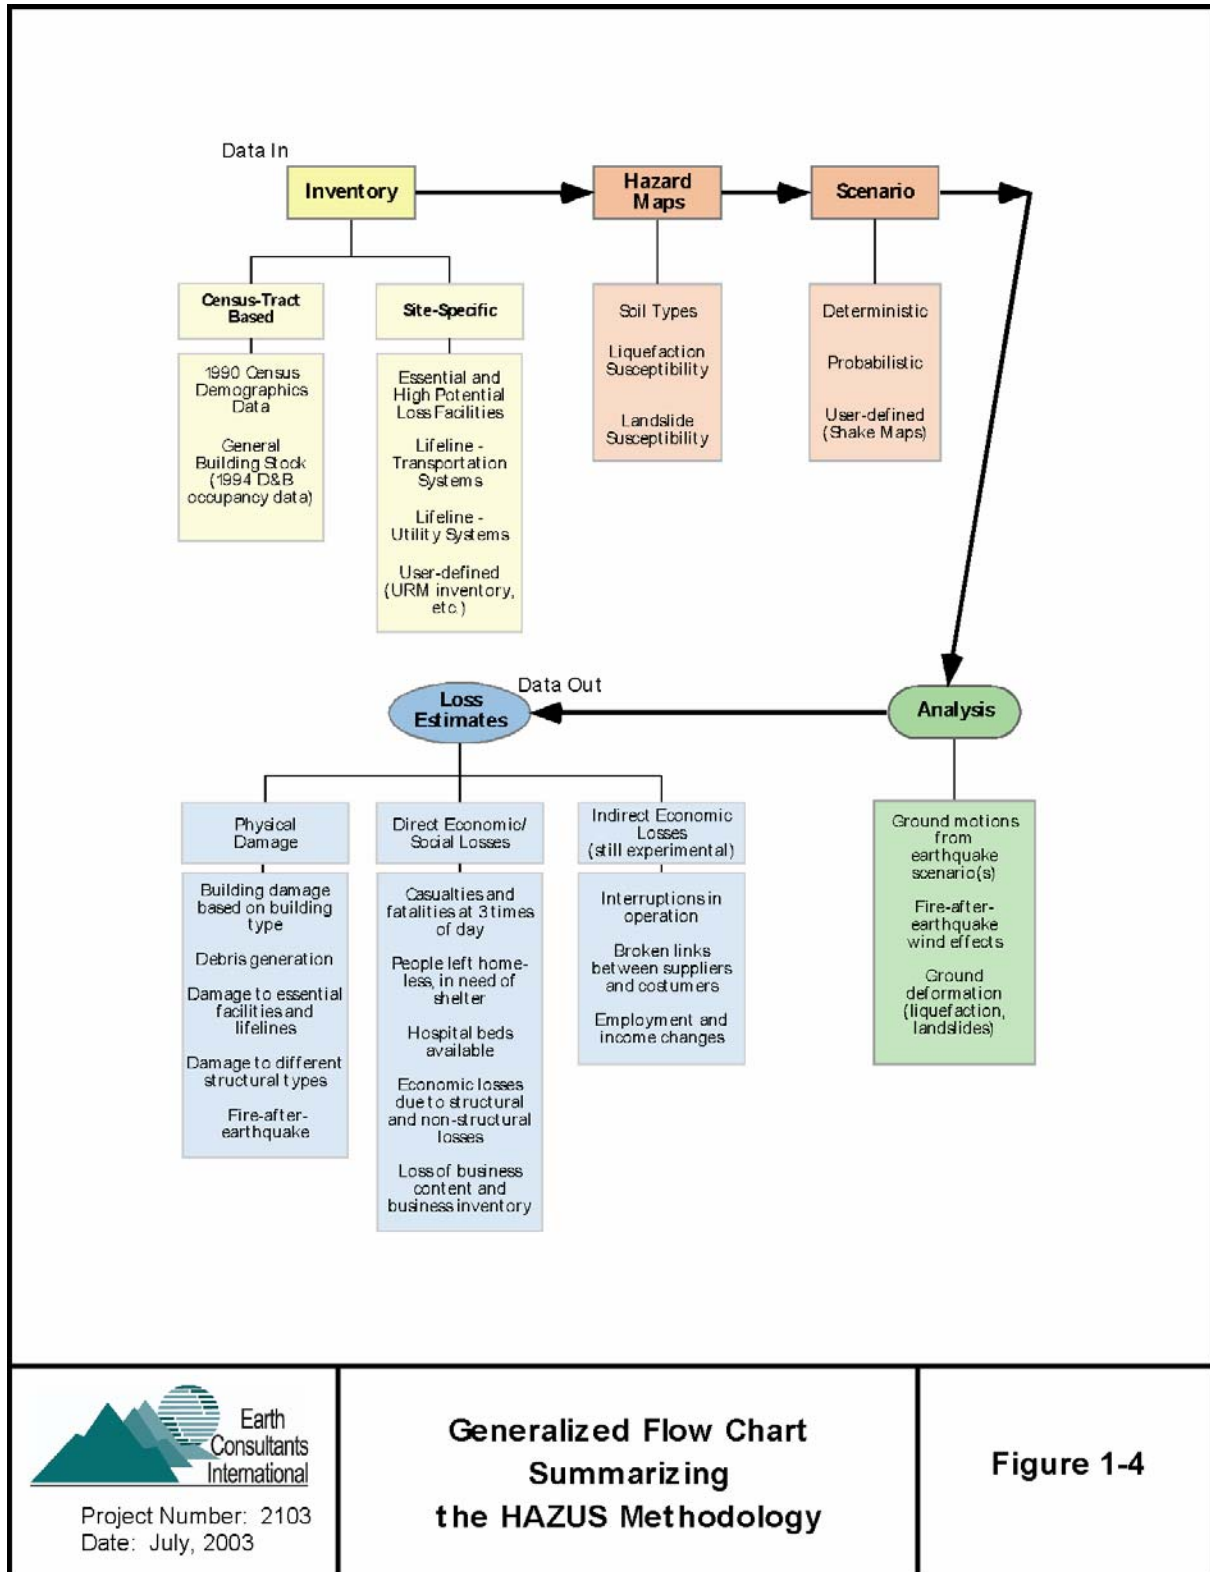 Data In
Inventory
Hazard
Maps
Scenario
Census-Tract
Based
1990 Census
Demographics
Data
General
Building Stock
(1994 D&B
occupancy data)
Site-Specific
Essential and
High Potential
Loss Facilities
Lifeline -
Transportation
Systems
Lifeline -
Utility Systems
User-defined
(URM inventory,
etc.)
Soil Types
Liquefaction
Susceptibility
Landslide
Susceptibility
Deterministic
Probabilistic
User-defined
(Shake Maps)
Loss
Estimates
Data Out
Analysis
Physical
Damage
Building damage
based on building
type
Debris generation
Damage to essential
facilities and
lifelines
Damage to different
structural types
Fire-after-
earthquake
Direct Economic/
Social Losses
Casualties and
fatalities at 3 times
of day
People left home-
less, in need of
shelter
Hospital beds
available
Economic losses
due to structural
and non-structural
losses
Loss of business
content and
business inventory
Indirect Economic
Losses
(still experimental)
Interruptions in
operation
Broken links
between suppliers
and costumers
Employment and
income changes
Ground motions
from
earthquake
scenario(s)
Fire-after-
earthquake
wind effects
Ground
deformation
(liquefaction,
landslides)
Earth
Consultants
International
Project Number: 2103
Date: July, 2003
Generalized Flow Chart
Summarizing
the HAZUS Methodology
Figure 1-4